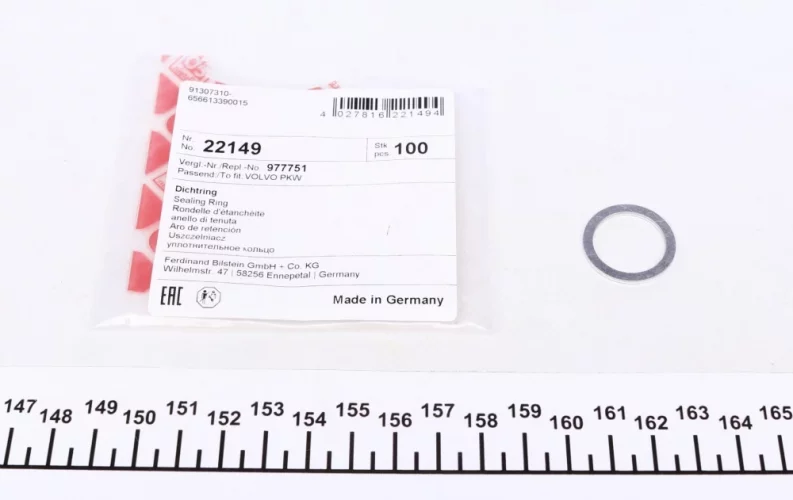 91307310-
656613390015
4 027816 221494
Nr.
No. 22149
Stk
pcs 100
Vergl.-Nr./Repl.-No. 977751
Passend./To fit. VOLVO PKW
Dichtring
Sealing Ring
Rondelle d'étanchéité
anello di tenuta
Aro de retención
Uszczelniacz
уплотнительное кольцо
Ferdinand Bilstein GmbH + Co. KG
Wilhelmstr. 47 | 58256 Ennepetal | Germany
EAC
Made in Germany
147 148 149 150 151 152 153 154 155 156 157 158 159 160 161 162 163 164 165